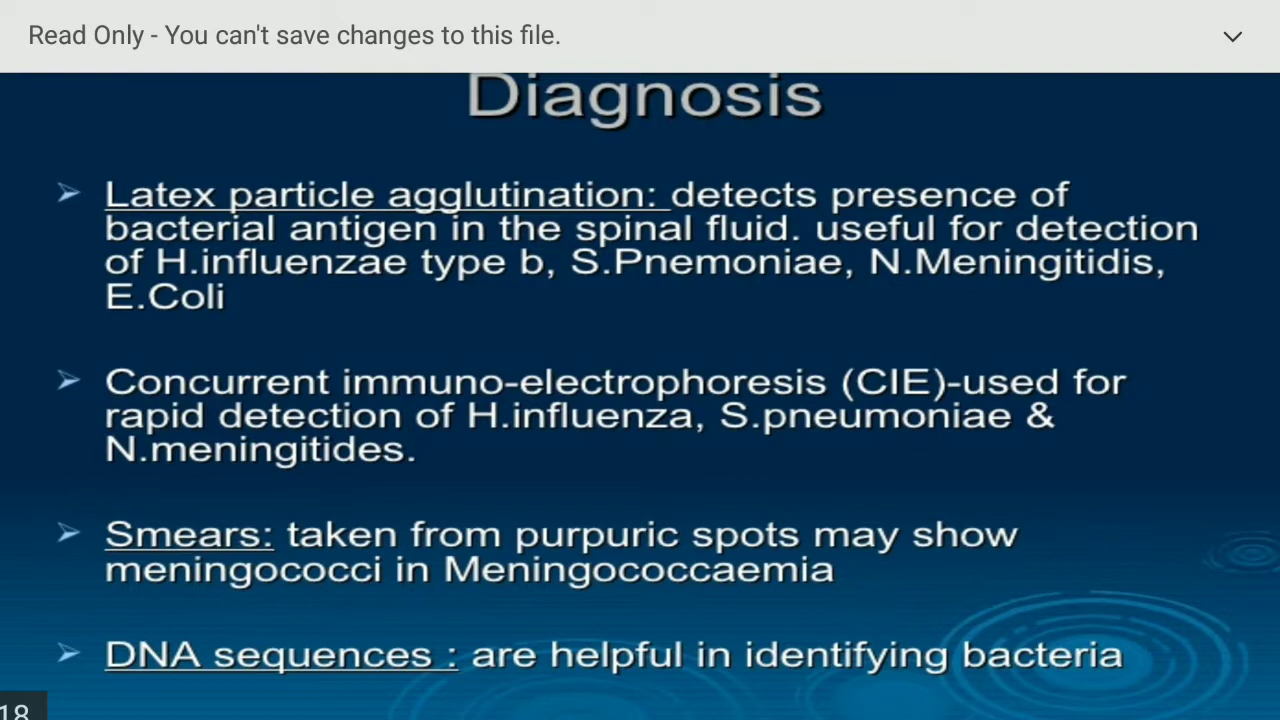 Read Only - You can't save changes to this file.
Diagnosis
➢ Latex particle agglutination: detects presence of
bacterial antigen in the spinal fluid. useful for detection
of H.influenzae type b, S.Pnemoniae, N.Meningitidis,
E.Coli
➢ Concurrent immuno-electrophoresis (CIE)-used for
rapid detection of H.influenza, S.pneumoniae &
N.meningitides.
➢ Smears: taken from purpuric spots may show
meningococci in Meningococcaemia
➢ DNA sequences : are helpful in identifying bacteria
18